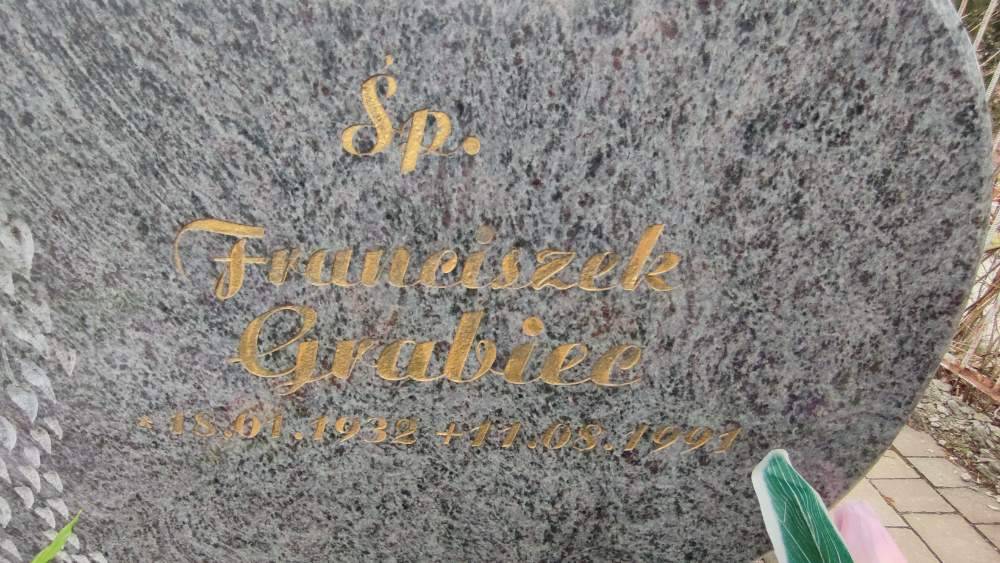 Śp.
Franciszek
Grabiec
* 18.01.1932 +11.08.1991